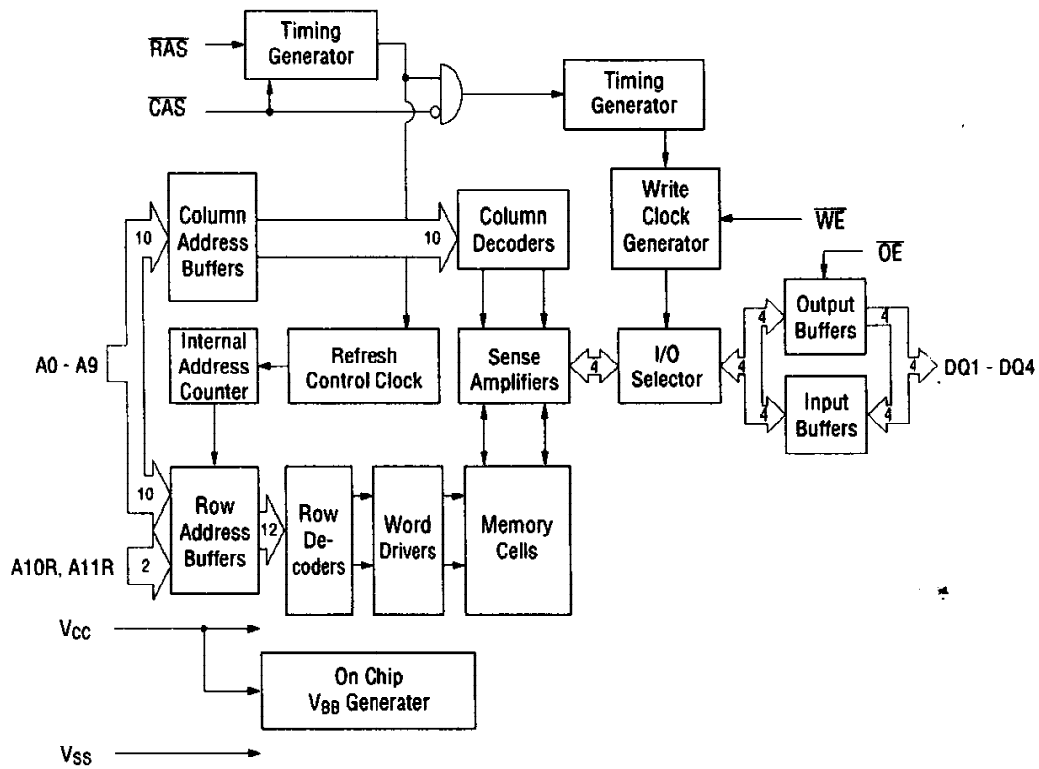 Timing
Generator
RAS
CAS
Timing
Generator
Column
Address
Buffers
10
10
Column
Decoders
Write
Clock
Generator
WE
OE
Output
Buffers
4
4
A0 - A9
Internal
Address
Counter
Refresh
Control Clock
Sense
Amplifiers
4
I/O
Selector
4
4
DQ1 - DQ4
Input
Buffers
4
4
10
Row
Address
Buffers
12
Row
De-
coders
Word
Drivers
Memory
Cells
A10R, A11R
2
VCC
On Chip
VBB Generater
VSS